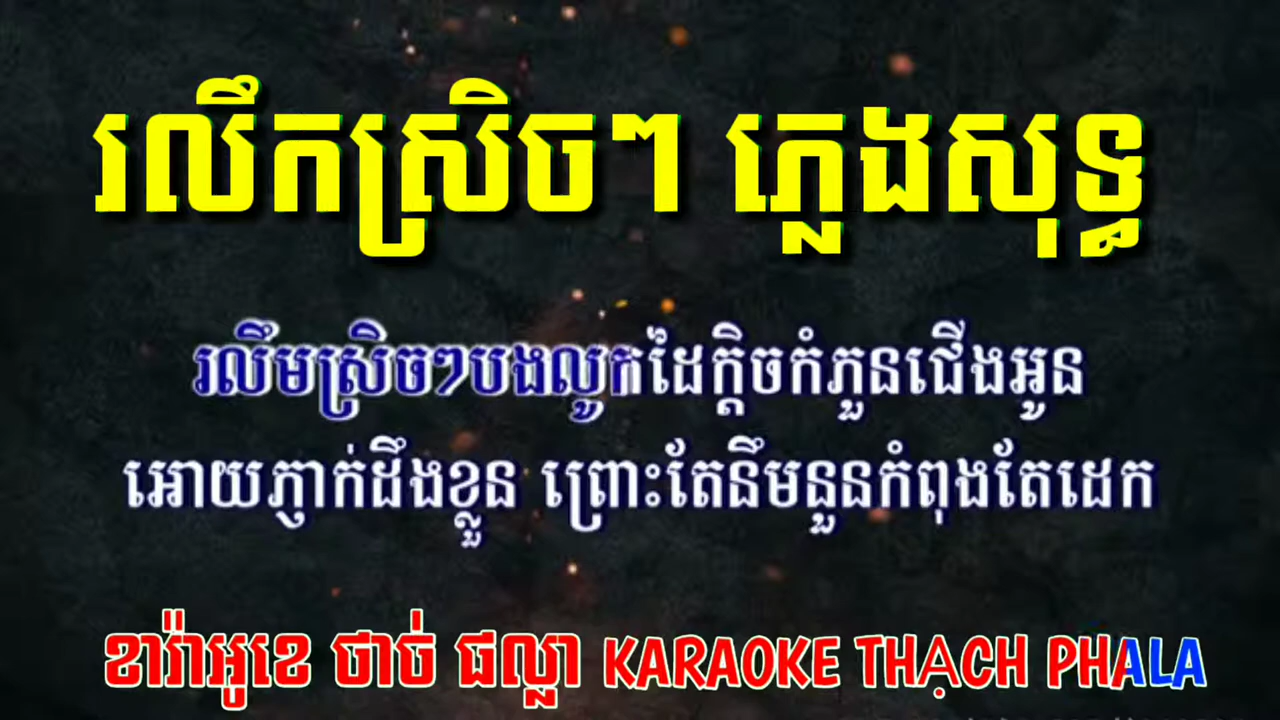 រលឹកស្រិចៗ ភ្លេងសុទ្ធ
រលឹមស្រិចៗបងលូកដៃក្ដិចកំភួនជើងអូន
អោយភ្ញាក់ដឹងខ្លួន ព្រោះតែនឹមនួនកំពុងតែដេក
ខារ៉ាអូខេ ថាច់ ផល្លា KARAOKE THẠCH PHALA